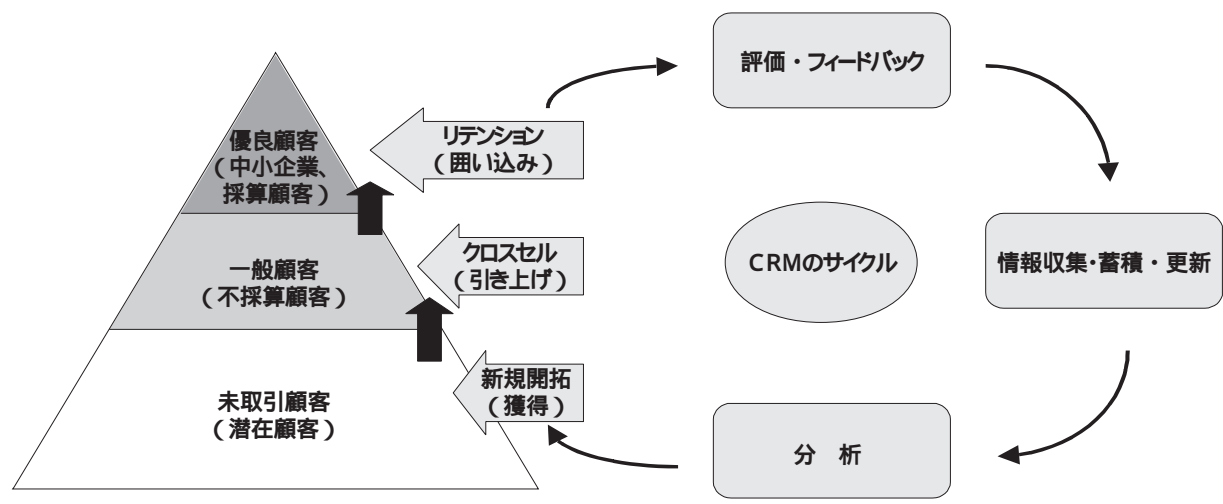 優良顧客
（中小企業、
採算顧客）
一般顧客
（不採算顧客）
未取引顧客
（潜在顧客）
リテンション
（囲い込み）
クロスセル
（引き上げ）
新規開拓
（獲得）
評価・フィードバック
CRMのサイクル
情報収集･蓄積・更新
分　析